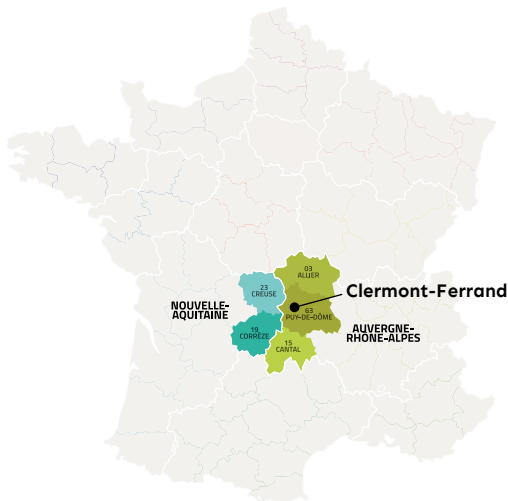 03
ALLIER
23
CREUSE
Clermont-Ferrand
NOUVELLE-
AQUITAINE
63
PUY-DE-DÔME
19
CORRÈZE
AUVERGNE-
RHÔNE-ALPES
15
CANTAL